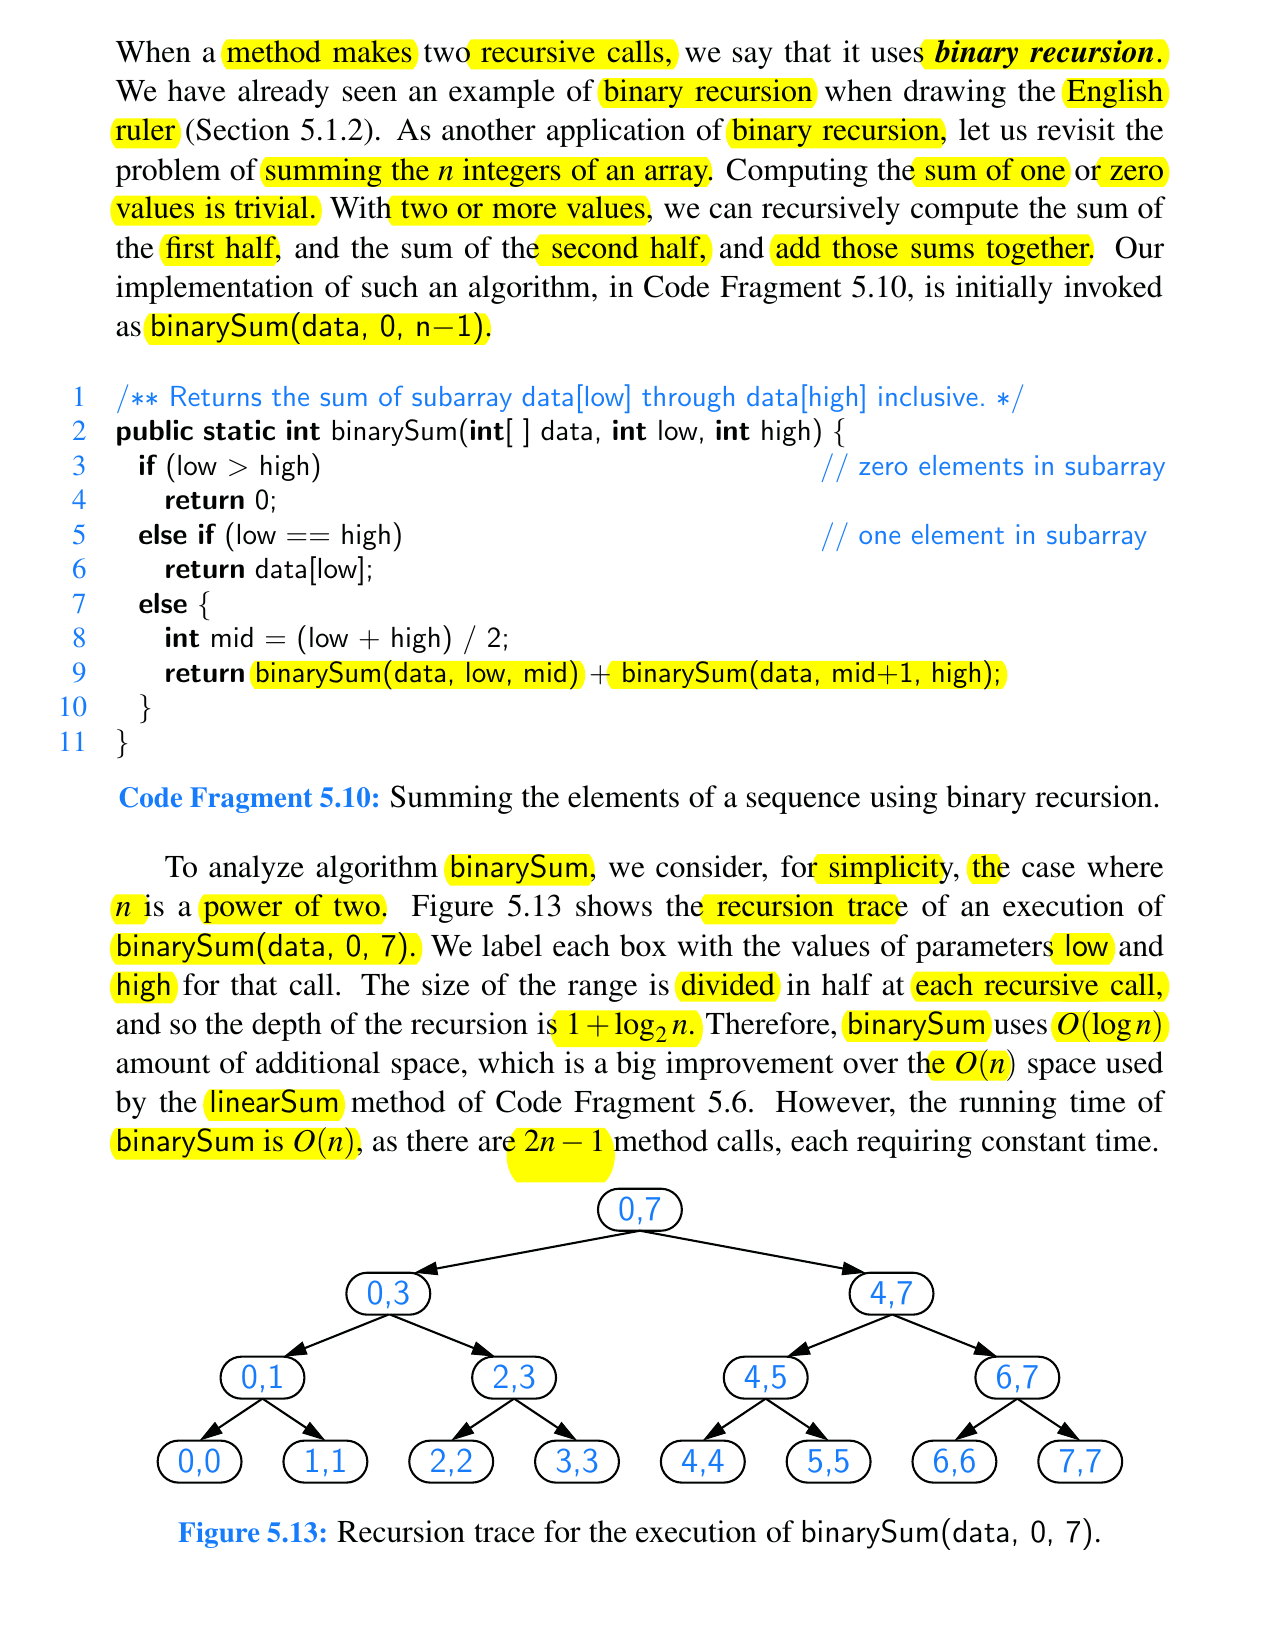 When a method makes two recursive calls, we say that it uses binary recursion.
We have already seen an example of binary recursion when drawing the English
ruler (Section 5.1.2). As another application of binary recursion, let us revisit the
problem of summing the n integers of an array. Computing the sum of one or zero
values is trivial. With two or more values, we can recursively compute the sum of
the first half, and the sum of the second half, and add those sums together. Our
implementation of such an algorithm, in Code Fragment 5.10, is initially invoked
as binarySum(data, 0, n−1).
1 /** Returns the sum of subarray data[low] through data[high] inclusive. */
2 public static int binarySum(int[ ] data, int low, int high) {
3 if (low > high) // zero elements in subarray
4 return 0;
5 else if (low == high) // one element in subarray
6 return data[low];
7 else {
8 int mid = (low + high) / 2;
9 return binarySum(data, low, mid) + binarySum(data, mid+1, high);
10 }
11 }
Code Fragment 5.10: Summing the elements of a sequence using binary recursion.
To analyze algorithm binarySum, we consider, for simplicity, the case where
n is a power of two. Figure 5.13 shows the recursion trace of an execution of
binarySum(data, 0, 7). We label each box with the values of parameters low and
high for that call. The size of the range is divided in half at each recursive call,
and so the depth of the recursion is 1+log₂ n. Therefore, binarySum uses O(log n)
amount of additional space, which is a big improvement over the O(n) space used
by the linearSum method of Code Fragment 5.6. However, the running time of
binarySum is O(n), as there are 2n − 1 method calls, each requiring constant time.
0,7
0,3 4,7
0,1 2,3 4,5 6,7
0,0 1,1 2,2 3,3 4,4 5,5 6,6 7,7
Figure 5.13: Recursion trace for the execution of binarySum(data, 0, 7).